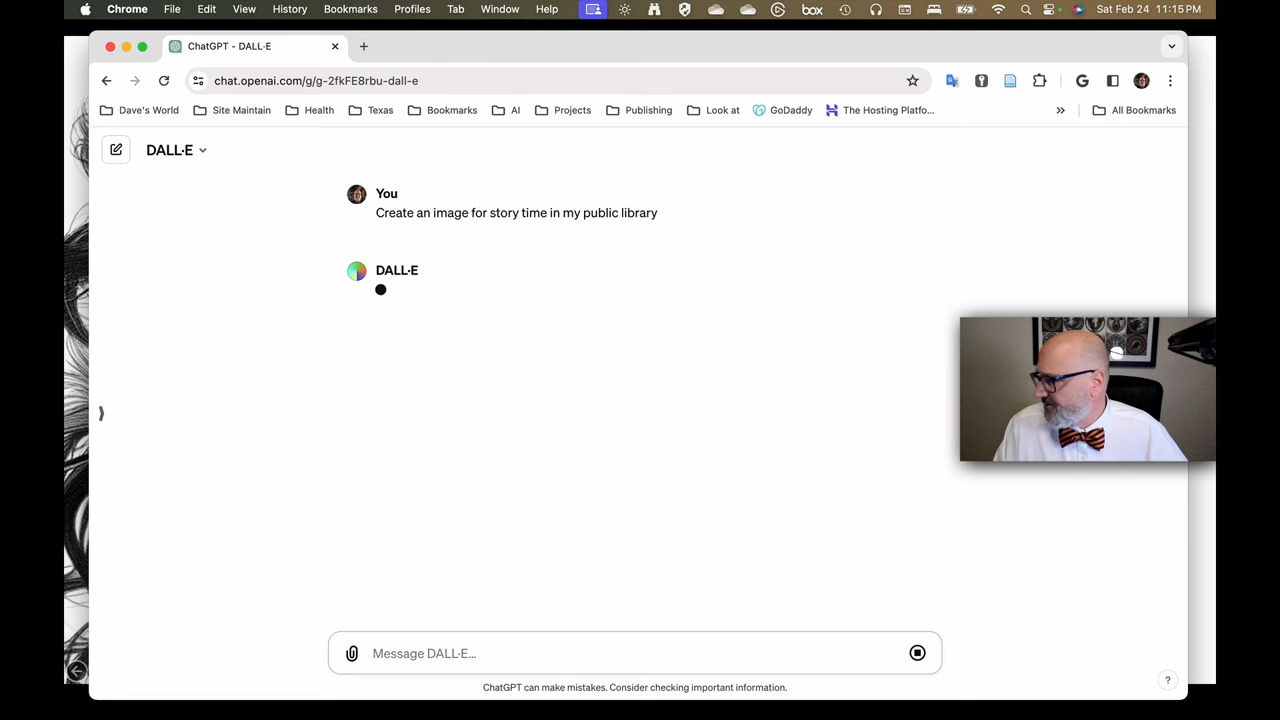 Chrome File Edit View History Bookmarks Profiles Tab Window Help box Sat Feb 24 11:15 PM
ChatGPT - DALL·E
chat.openai.com/g/g-2fkFE8rbu-dall-e
Dave's World Site Maintain Health Texas Bookmarks AI Projects Publishing Look at GoDaddy The Hosting Platfo... » All Bookmarks
DALL·E
You
Create an image for story time in my public library
DALL·E
Message DALL·E...
ChatGPT can make mistakes. Consider checking important information.
?